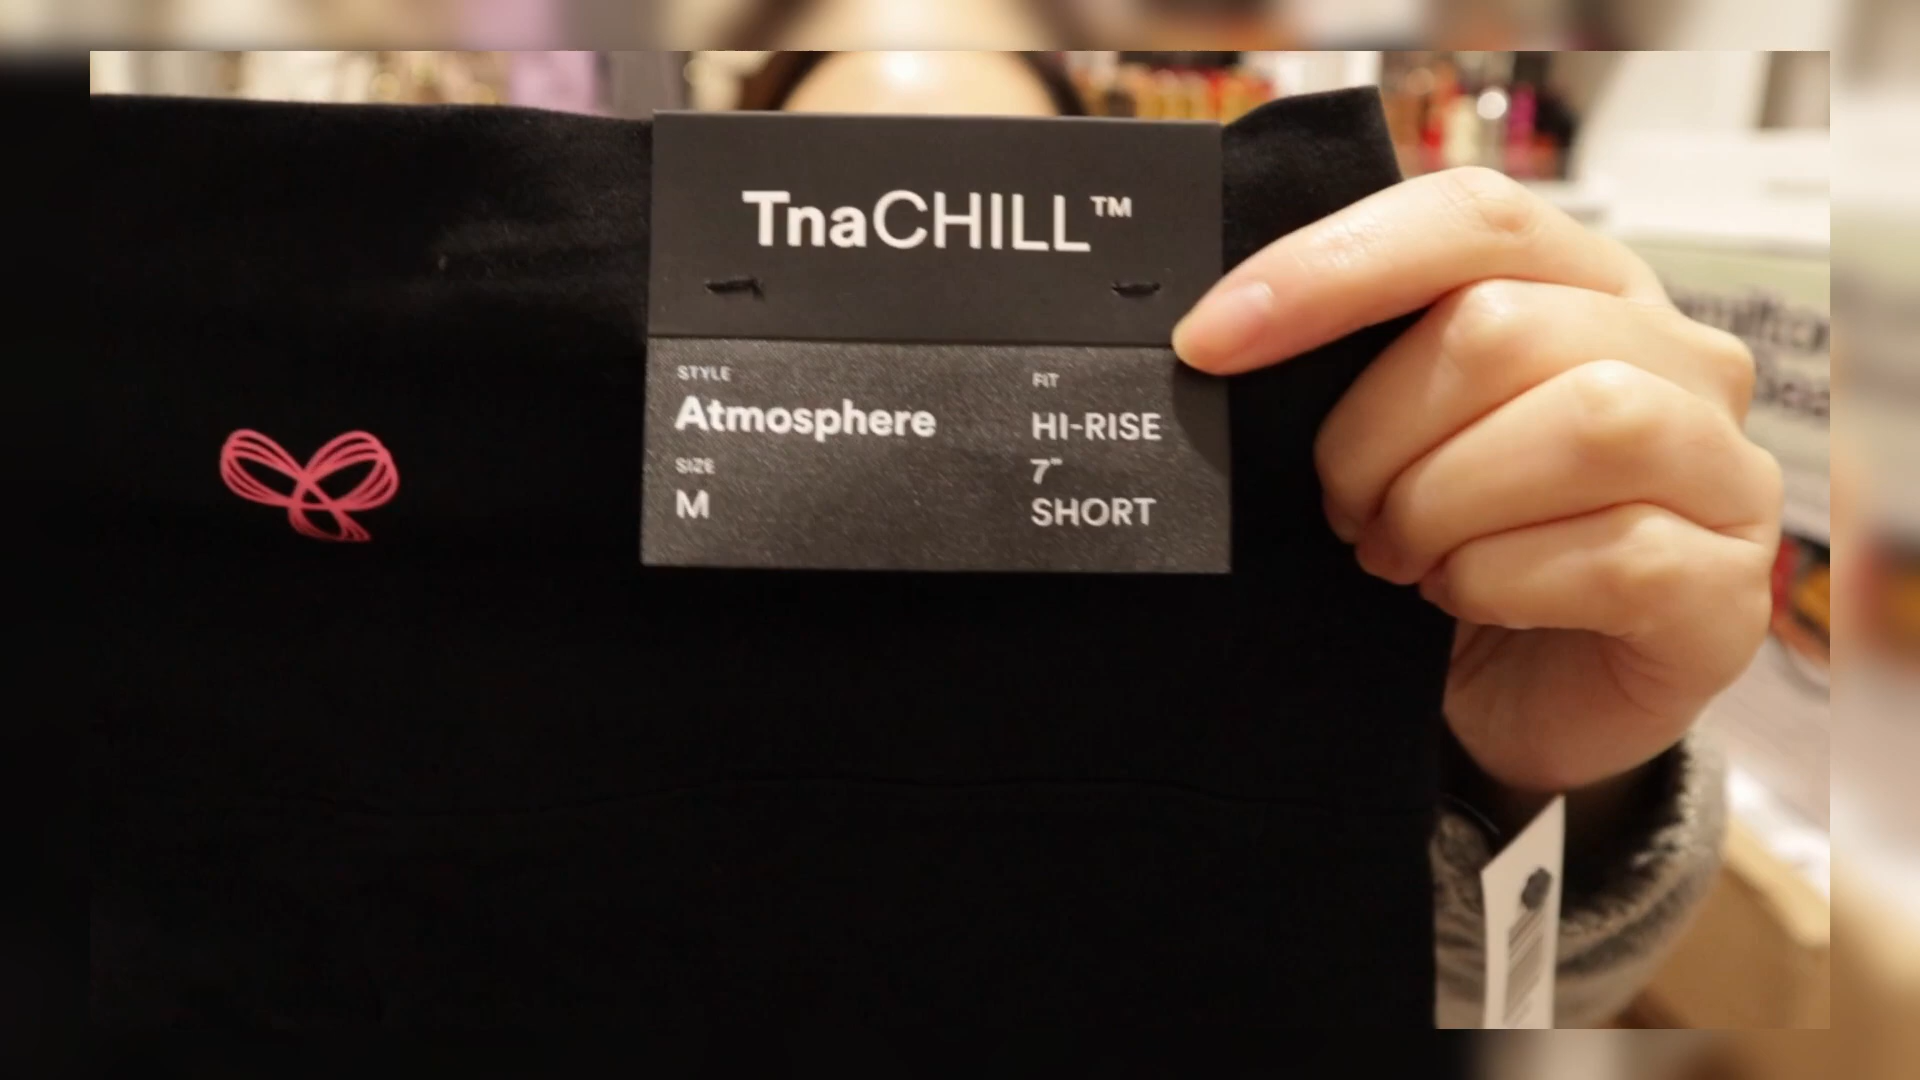 TnaCHILL™
STYLE
Atmosphere
SIZE
M
FIT
HI-RISE
7"
SHORT